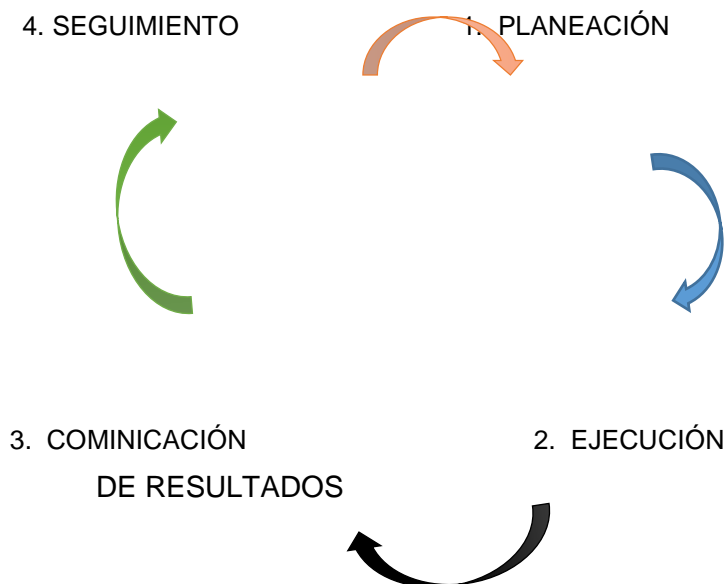 4. SEGUIMIENTO
1. PLANEACIÓN
3. COMINICACIÓN
DE RESULTADOS
2. EJECUCIÓN